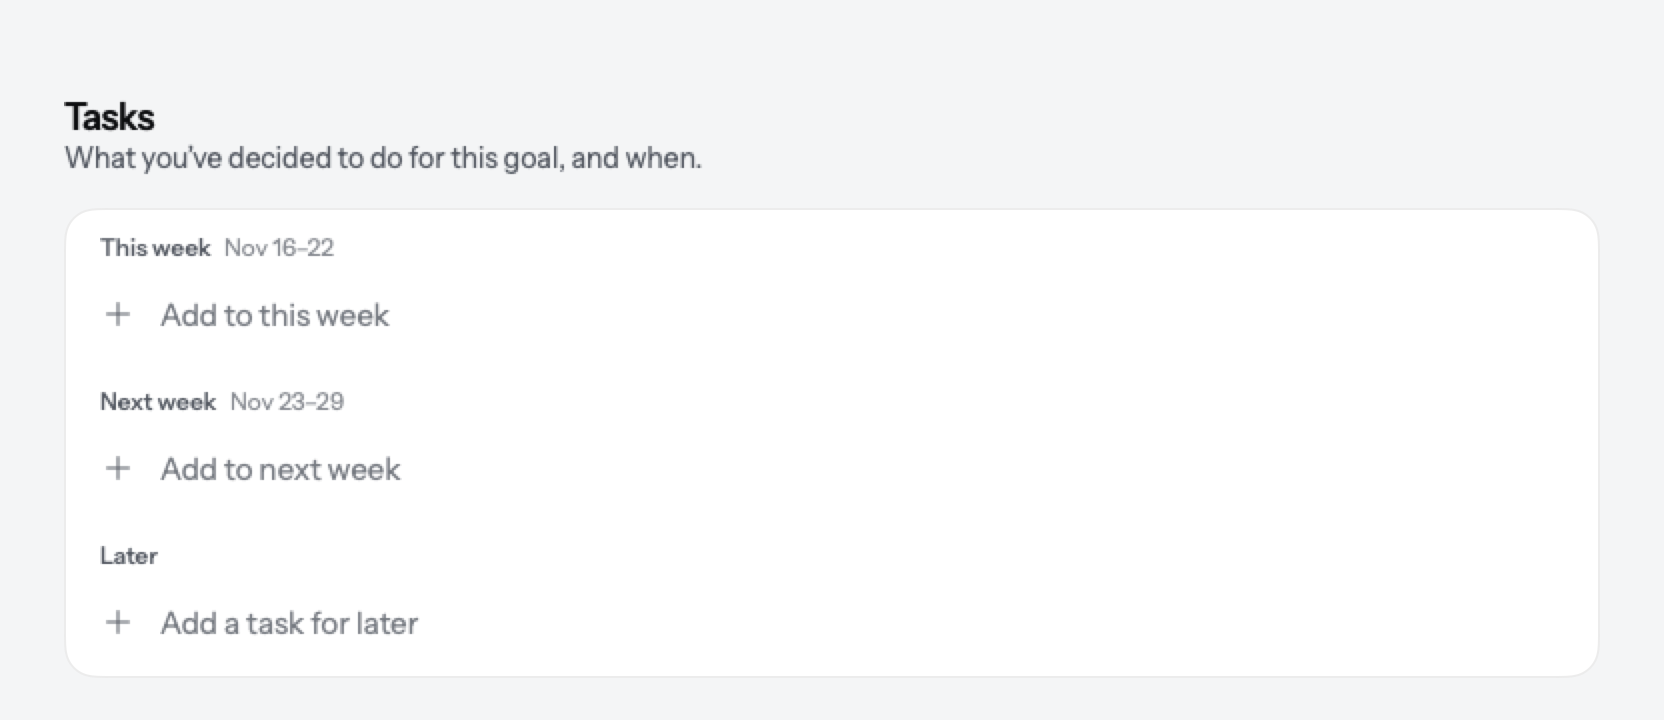 Tasks
What you've decided to do for this goal, and when.
This week Nov 16–22
+ Add to this week
Next week Nov 23–29
+ Add to next week
Later
+ Add a task for later